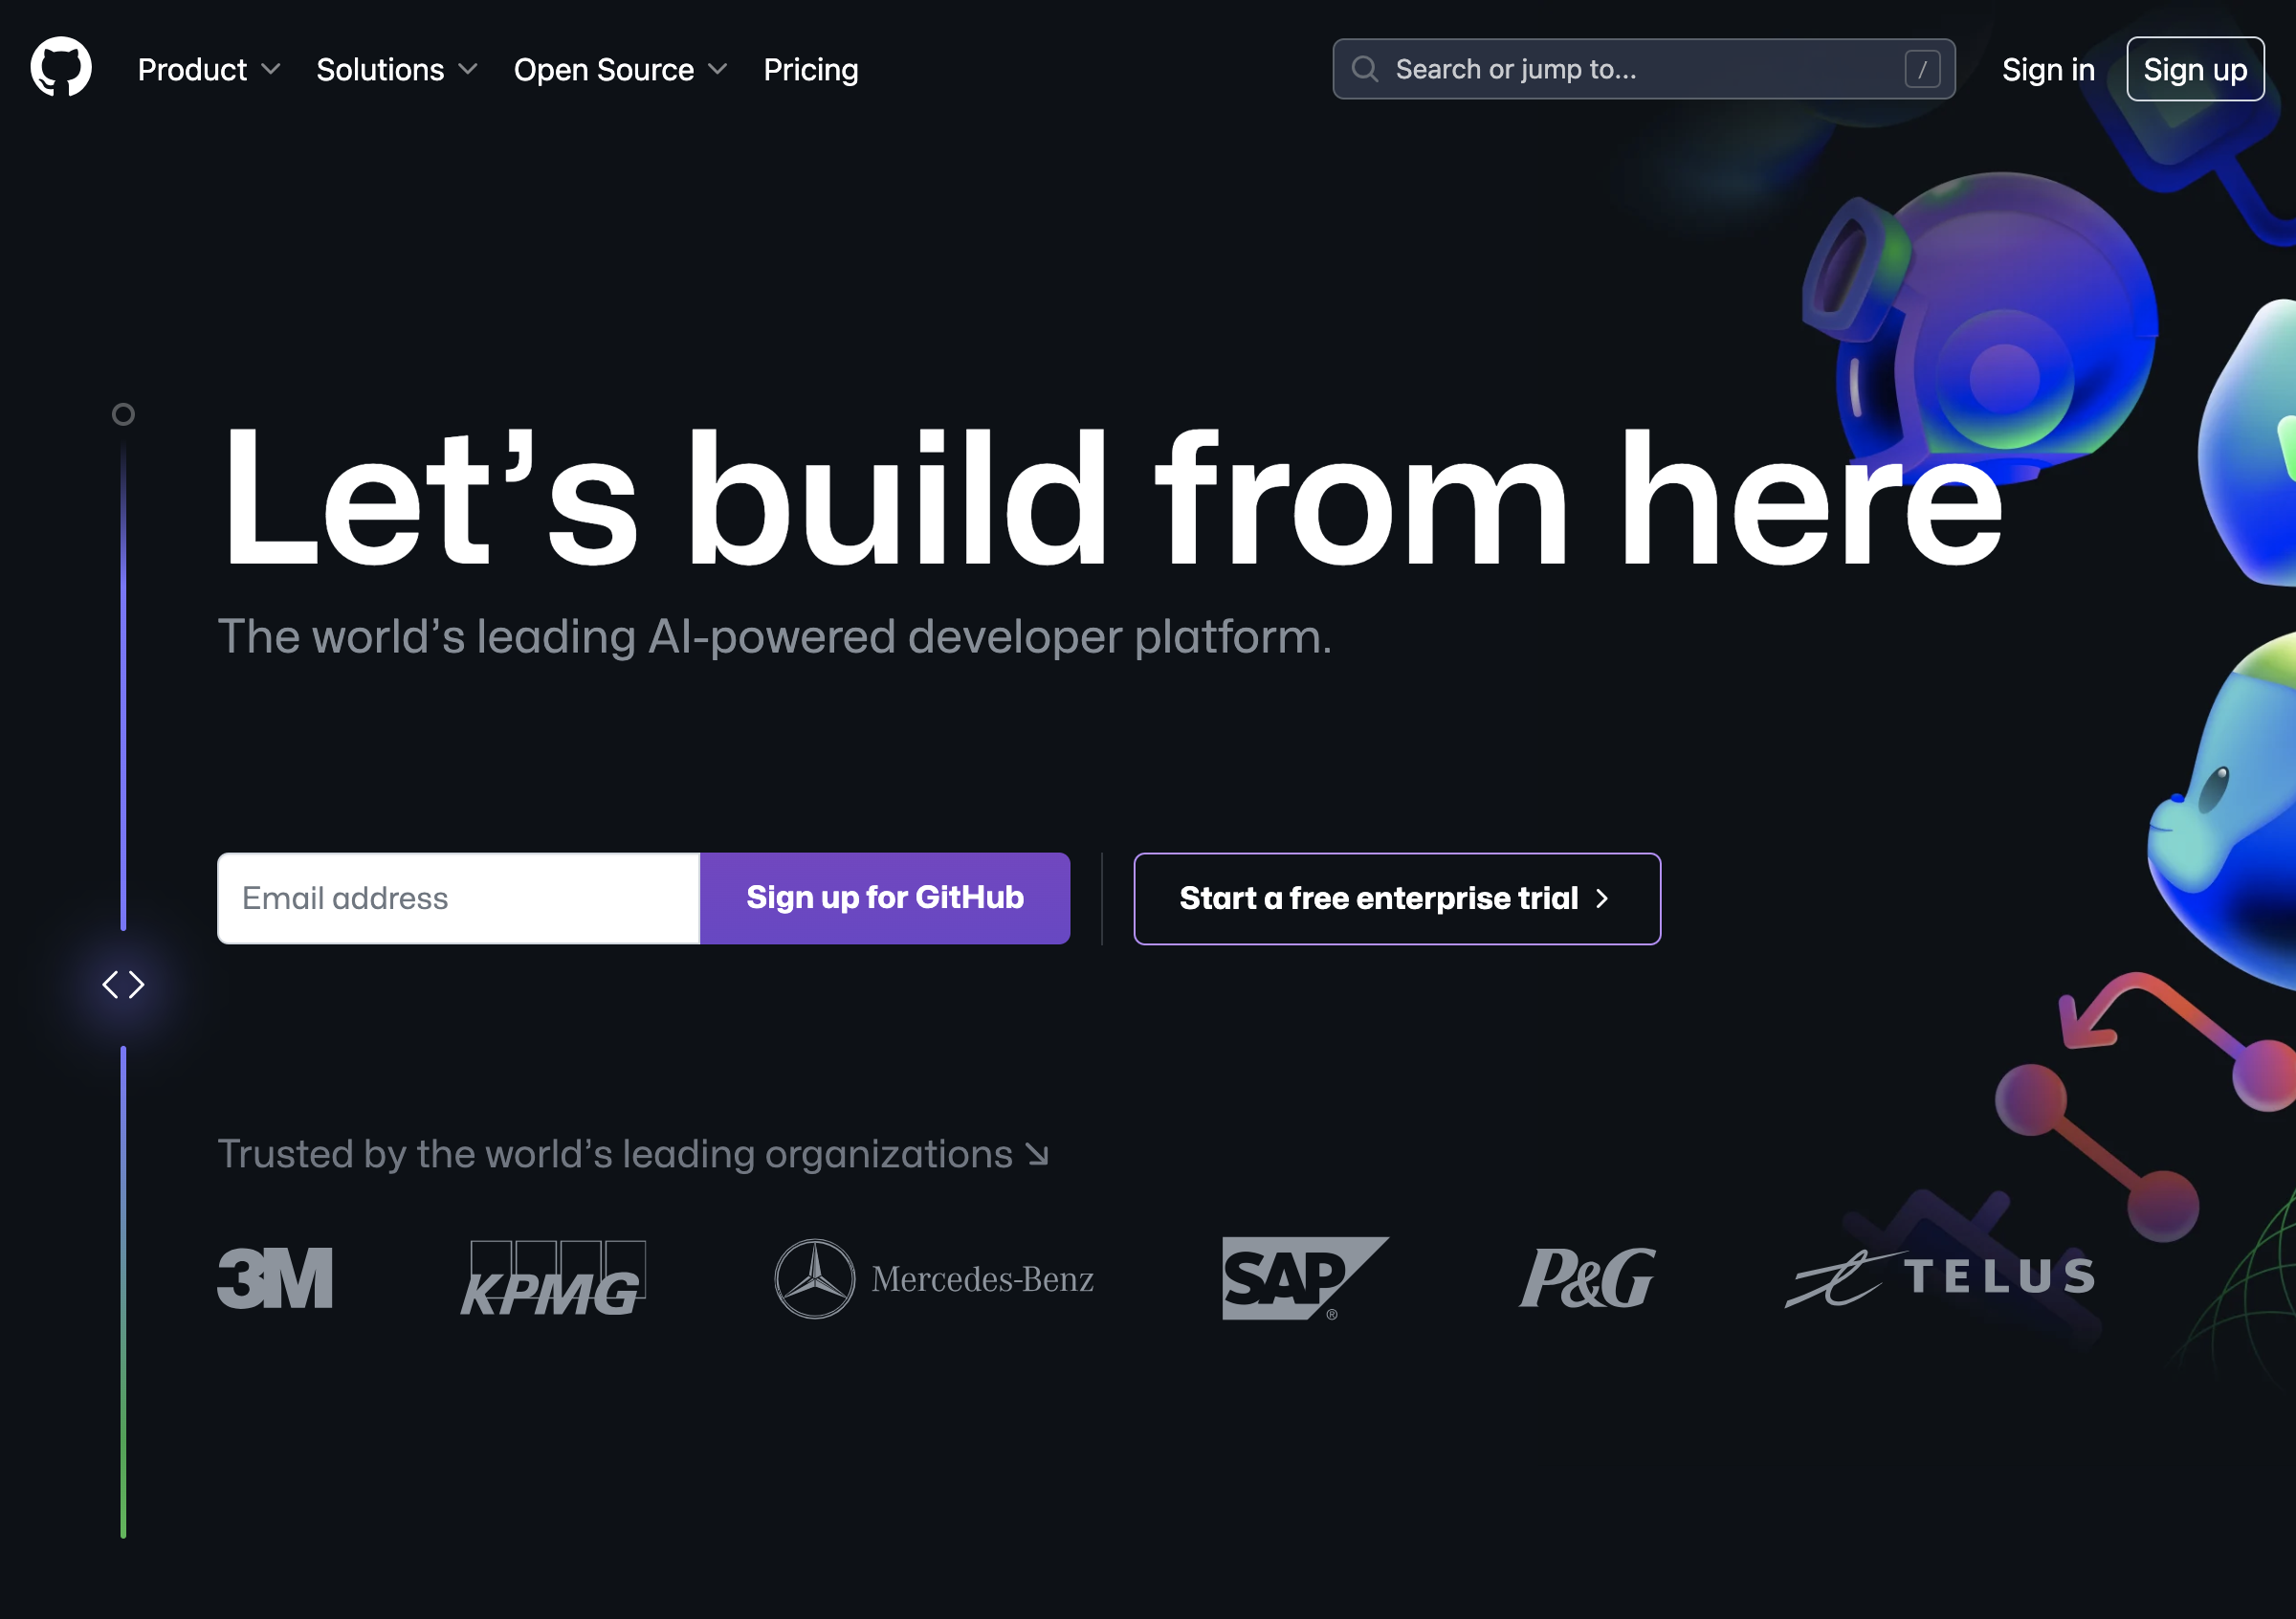 Product Solutions Open Source Pricing Search or jump to... / Sign in Sign up
Let’s build from here
The world’s leading AI-powered developer platform.
Email address Sign up for GitHub Start a free enterprise trial
Trusted by the world’s leading organizations
3M KPMG Mercedes-Benz SAP ® P&G TELUS